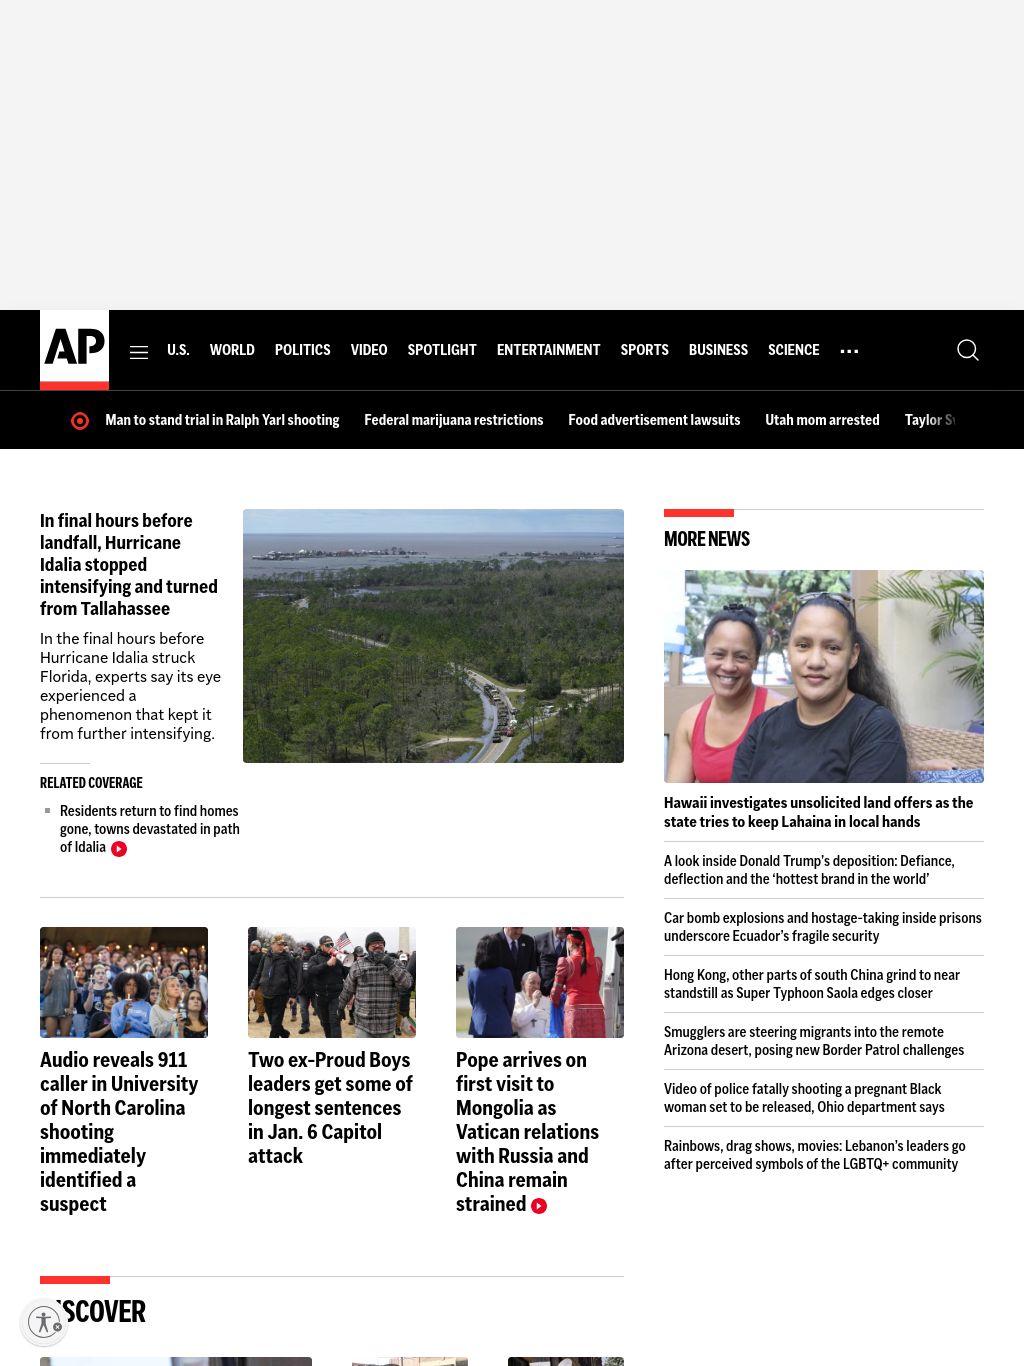 AP
U.S. WORLD POLITICS VIDEO SPOTLIGHT ENTERTAINMENT SPORTS BUSINESS SCIENCE
Man to stand trial in Ralph Yarl shooting Federal marijuana restrictions Food advertisement lawsuits Utah mom arrested Taylor
In final hours before
landfall, Hurricane
Idalia stopped
intensifying and turned
from Tallahassee
In the final hours before
Hurricane Idalia struck
Florida, experts say its eye
experienced a
phenomenon that kept it
from further intensifying.
RELATED COVERAGE
Residents return to find homes
gone, towns devastated in path
of Idalia
Audio reveals 911
caller in University
of North Carolina
shooting
immediately
identified a
suspect
Two ex-Proud Boys
leaders get some of
longest sentences
in Jan. 6 Capitol
attack
Pope arrives on
first visit to
Mongolia as
Vatican relations
with Russia and
China remain
strained
MORE NEWS
Hawaii investigates unsolicited land offers as the
state tries to keep Lahaina in local hands
A look inside Donald Trump’s deposition: Defiance,
deflection and the ‘hottest brand in the world’
Car bomb explosions and hostage-taking inside prisons
underscore Ecuador’s fragile security
Hong Kong, other parts of south China grind to near
standstill as Super Typhoon Saola edges closer
Smugglers are steering migrants into the remote
Arizona desert, posing new Border Patrol challenges
Video of police fatally shooting a pregnant Black
woman set to be released, Ohio department says
Rainbows, drag shows, movies: Lebanon’s leaders go
after perceived symbols of the LGBTQ+ community
DISCOVER